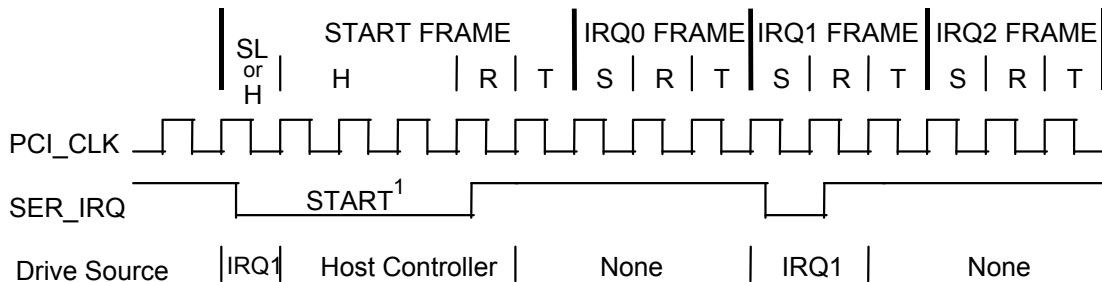 SL or H
START FRAME
IRQ0 FRAME
IRQ1 FRAME
IRQ2 FRAME
H R T S R T S R T S R T
PCI_CLK
SER_IRQ
START1
Drive Source
IRQ1
Host Controller
None
IRQ1
None